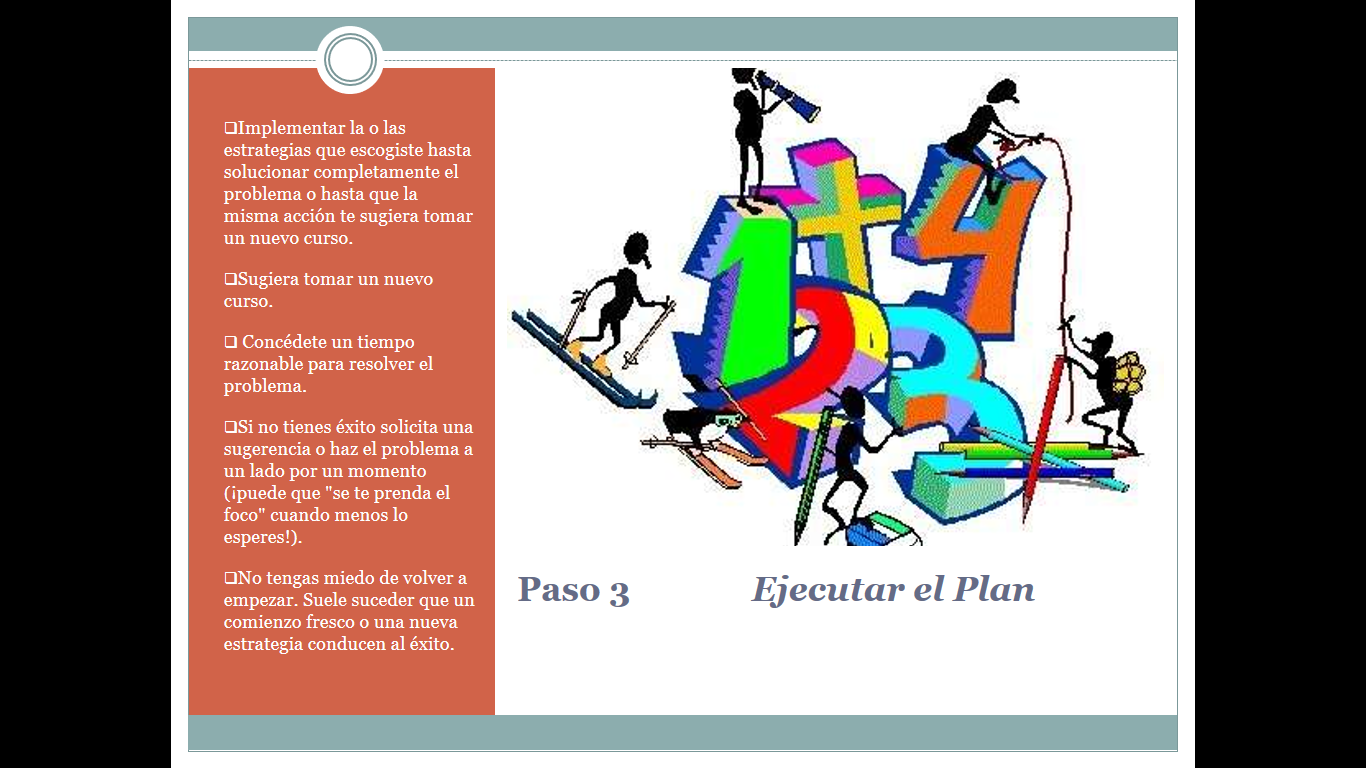 ❑Implementar la o las
estrategias que escogiste hasta
solucionar completamente el
problema o hasta que la
misma acción te sugiera tomar
un nuevo curso.
❑Sugiera tomar un nuevo
curso.
❑ Concédete un tiempo
razonable para resolver el
problema.
❑Si no tienes éxito solicita una
sugerencia o haz el problema a
un lado por un momento
(¡puede que "se te prenda el
foco" cuando menos lo
esperes!).
❑No tengas miedo de volver a
empezar. Suele suceder que un
comienzo fresco o una nueva
estrategia conducen al éxito.
1 + 4
2 3
Paso 3 Ejecutar el Plan